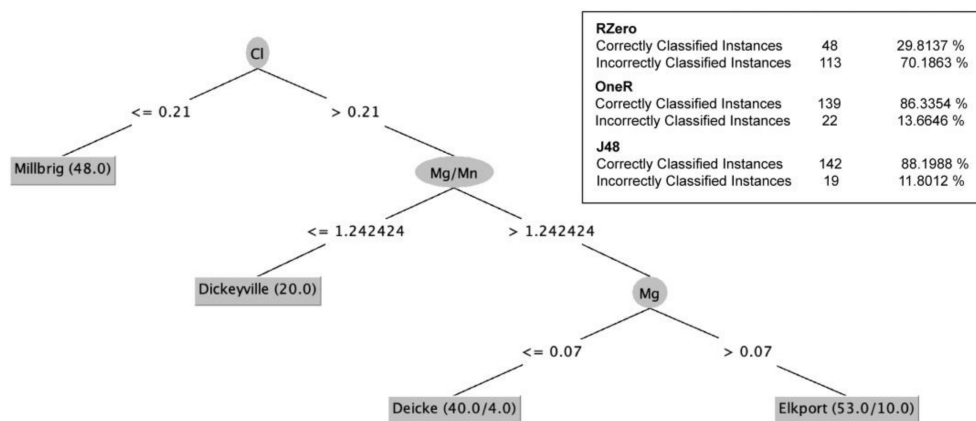 Cl
<= 0.21 > 0.21
Millbrig (48.0)
Mg/Mn
<= 1.242424 > 1.242424
Dickeyville (20.0)
Mg
<= 0.07 > 0.07
Deicke (40.0/4.0) Elkport (53.0/10.0)
RZero
Correctly Classified Instances 48 29.8137 %
Incorrectly Classified Instances 113 70.1863 %
OneR
Correctly Classified Instances 139 86.3354 %
Incorrectly Classified Instances 22 13.6646 %
J48
Correctly Classified Instances 142 88.1988 %
Incorrectly Classified Instances 19 11.8012 %